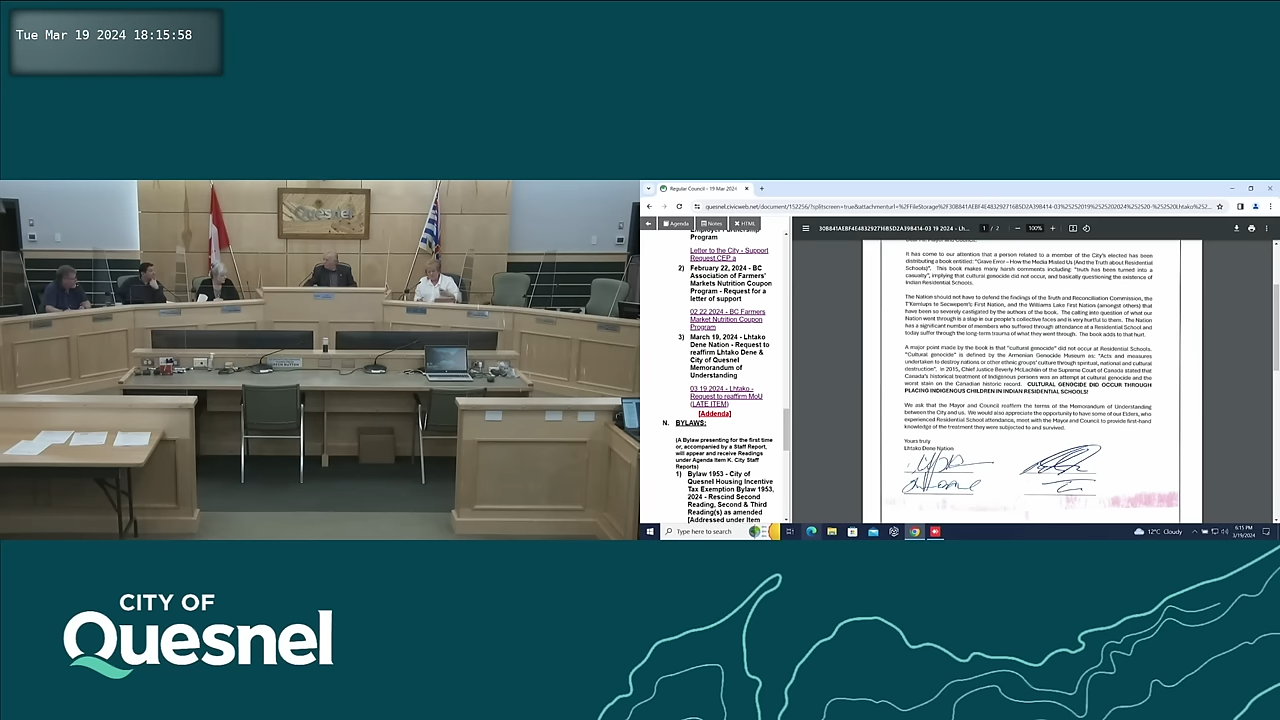 Tue Mar 19 2024 18:15:58
Quesnel
Regular Council - 19 Mar 2024
Agenda
Notes
HTML
1 / 2
100%
Program
Letter to the City - Support
Request CEP a
2) February 22, 2024 - BC
Association of Farmers'
Markets Nutrition Coupon
Program - Request for a
letter of support
02 22 2024 - BC Farmers
Market Nutrition Coupon
Program
3) March 19, 2024 - Lhtako
Dene Nation - Request to
reaffirm Lhtako Dene &
City of Quesnel
Memorandum of
Understanding
03 19 2024 - Lhtako -
Request to reaffirm MoU
(LATE ITEM)
[Addenda]
N. BYLAWS:
(A Bylaw presenting for the first time
or, accompanied by a Staff Report,
will appear and receive Readings
under Agenda Item K. City Staff
Reports)
1) Bylaw 1953 - City of
Quesnel Housing Incentive
Tax Exemption Bylaw 1953,
2024 - Rescind Second
Reading, Second & Third
Reading(s) as amended
[Addressed under Item
It has come to our attention that a person related to a member of the City's elected has been
distributing a book entitled: "Grave Error – How the Media Misled Us (And the Truth about Residential
Schools)". This book makes many harsh comments including: "truth has been turned into a
casualty", implying that cultural genocide did not occur, and basically questioning the existence of
Indian Residential Schools.
The Nation should not have to defend the findings of the Truth and Reconciliation Commission, the
T'Kemlups te Secwepemc's First Nation, and the Williams Lake First Nation (amongst others) that
have been so severely castigated by the authors of the book. The calling into question of what our
Nation went through is a slap in our people's collective faces and is very hurtful to them. The Nation
has a significant number of members who suffered through attendance at a Residential School and
today suffer through the long-term trauma of what they went through. The book adds to that hurt.
A major point made by the book is that "cultural genocide" did not occur at Residential Schools.
"Cultural genocide" is defined by the Armenian Genocide Museum as: "Acts and measures
undertaken to destroy nations or other ethnic groups' culture through spiritual, national and cultural
destruction". In 2015, Chief Justice Beverly McLachlin of the Supreme Court of Canada stated that
Canada's historical treatment of Indigenous persons was an attempt at cultural genocide and the
worst stain on the Canadian historic record. CULTURAL GENOCIDE DID OCCUR THROUGH
PLACING INDIGENOUS CHILDREN IN INDIAN RESIDENTIAL SCHOOLS!
We ask that the Mayor and Council reaffirm the terms of the Memorandum of Understanding
between the City and us. We would also appreciate the opportunity to have some of our Elders, who
experienced Residential School attendance, meet with the Mayor and Council to provide first-hand
knowledge of the treatment they were subjected to and survived.
Yours truly
Lhtako Dene Nation
Type here to search
12°C Cloudy
6:15 PM
3/19/2024
CITY OF
Quesnel